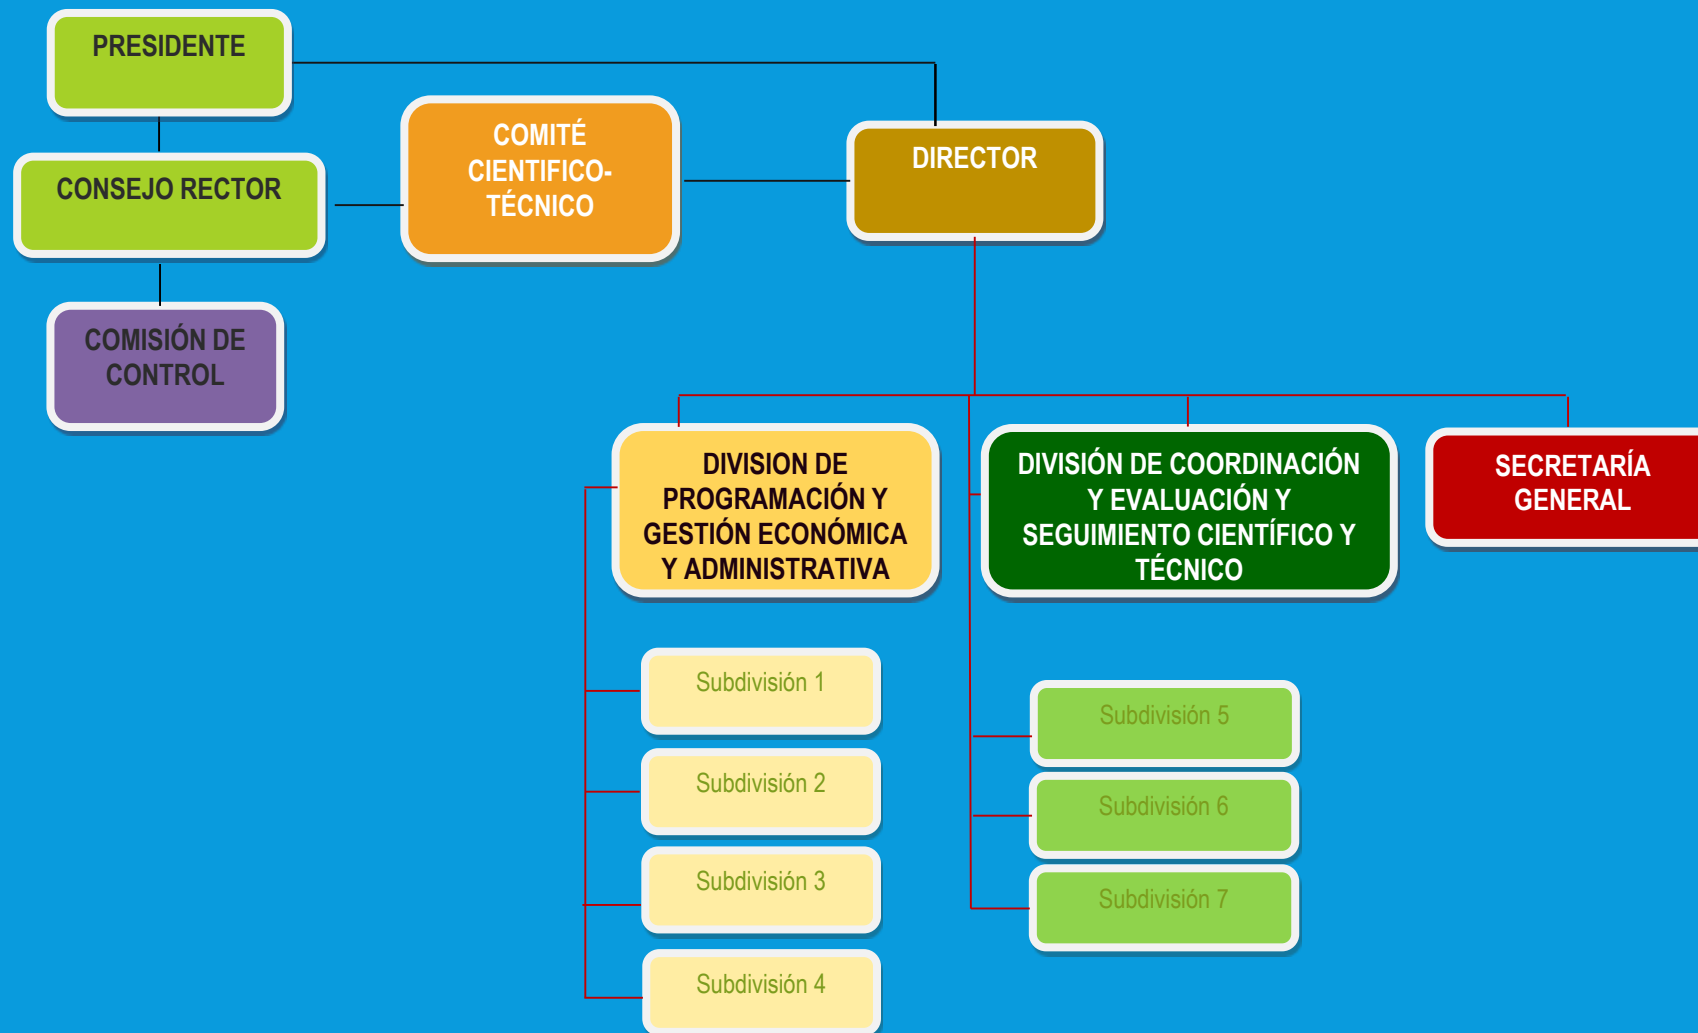 PRESIDENTE
CONSEJO RECTOR
COMISIÓN DE
CONTROL
COMITÉ
CIENTIFICO-
TÉCNICO
DIRECTOR
DIVISION DE
PROGRAMACIÓN Y
GESTIÓN ECONÓMICA
Y ADMINISTRATIVA
Subdivisión 1
Subdivisión 2
Subdivisión 3
Subdivisión 4
DIVISIÓN DE COORDINACIÓN
Y EVALUACIÓN Y
SEGUIMIENTO CIENTÍFICO Y
TÉCNICO
Subdivisión 5
Subdivisión 6
Subdivisión 7
SECRETARÍA
GENERAL